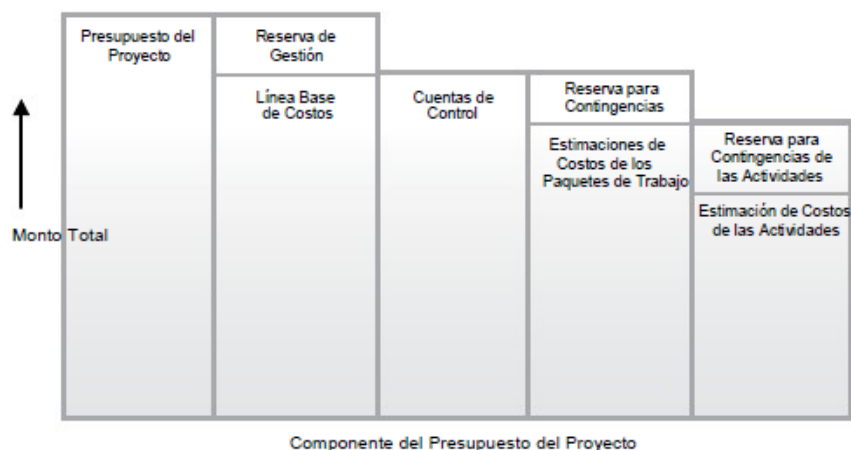 Presupuesto del
Proyecto
Reserva de
Gestión
Línea Base
de Costos
Cuentas de
Control
Reserva para
Contingencias
Estimaciones de
Costos de los
Paquetes de Trabajo
Reserva para
Contingencias de
las Actividades
Estimación de Costos
de las Actividades
Monto Total
Componente del Presupuesto del Proyecto